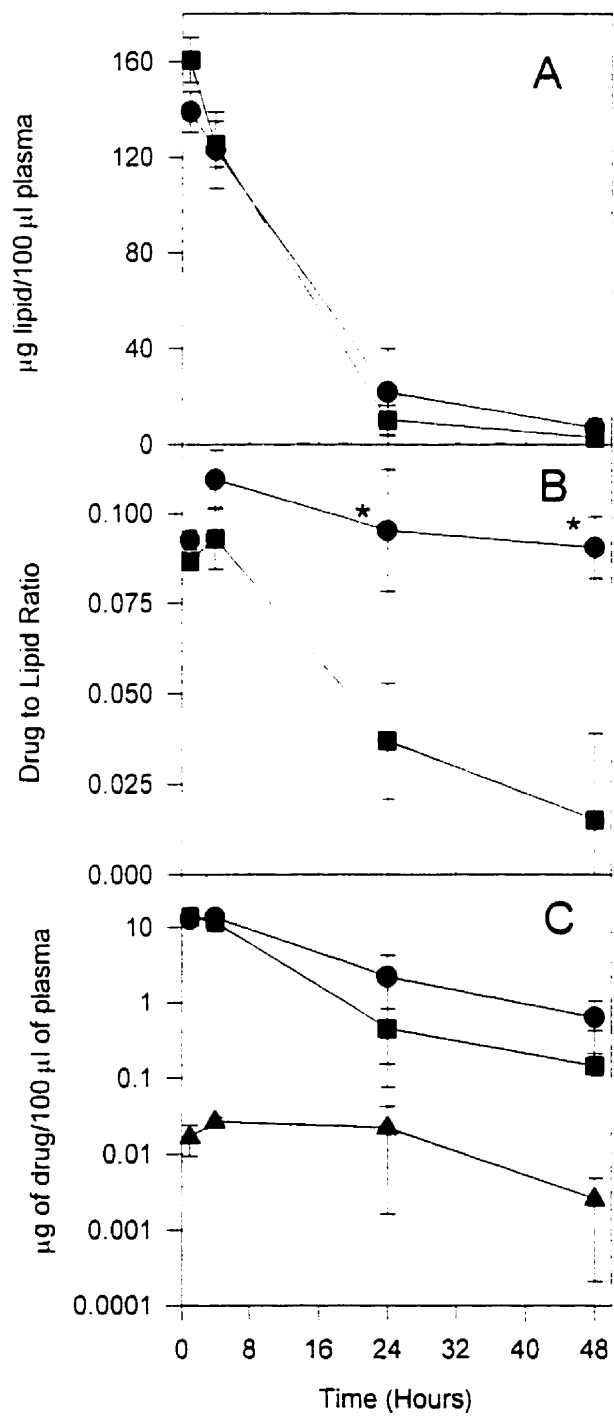 A
µg lipid/100 µl plasma
160
120
80
40
0
B
Drug to Lipid Ratio
0.100
0.075
0.050
0.025
0.000
*
*
C
µg of drug/100 µl of plasma
10
1
0.1
0.01
0.001
0.0001
0 8 16 24 32 40 48
Time (Hours)